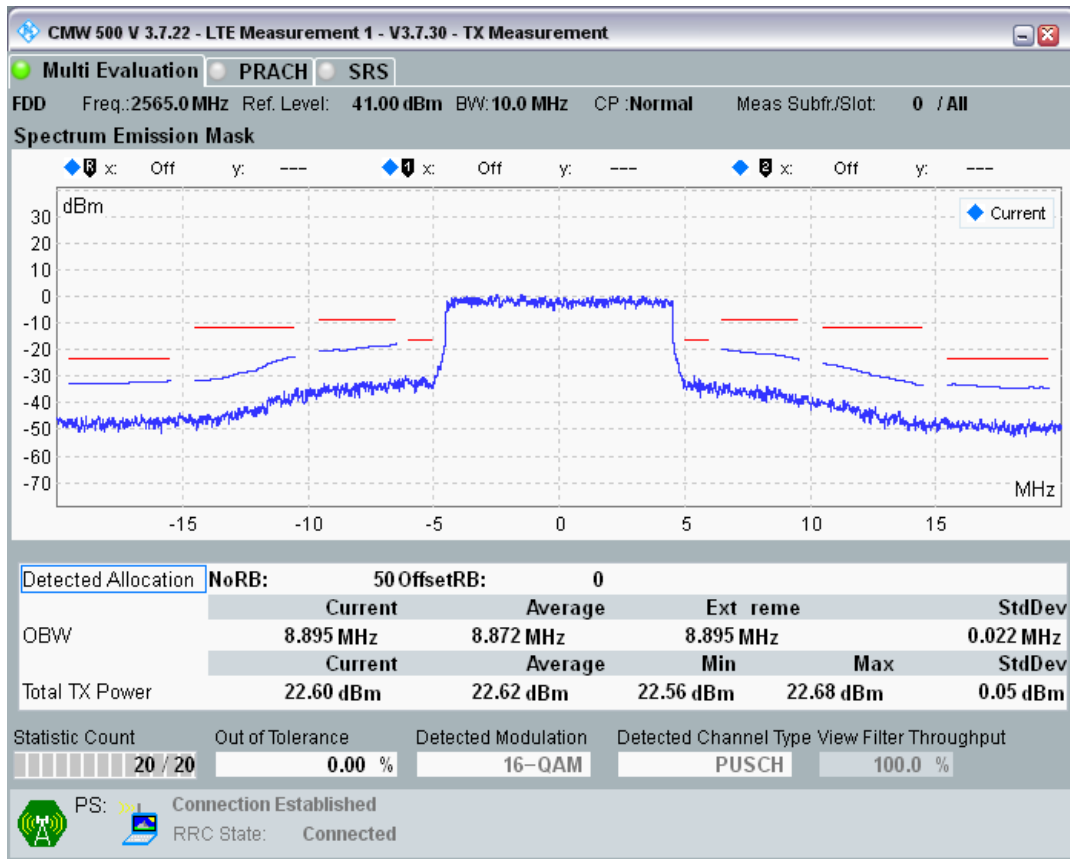 CMW 500 V 3.7.22 - LTE Measurement 1 - V3.7.30 - TX Measurement
Multi Evaluation PRACH SRS
FDD Freq.:2565.0 MHz Ref. Level: 41.00 dBm BW:10.0 MHz CP :Normal Meas Subfr./Slot: 0 / All
Spectrum Emission Mask
R x: Off y: --- 1 x: Off y: --- 2 x: Off y: ---
dBm
Current
30
20
10
0
-10
-20
-30
-40
-50
-60
-70
MHz
-15 -10 -5 0 5 10 15
Detected Allocation NoRB: 50 OffsetRB: 0
Current Average Ext reme StdDev
OBW 8.895 MHz 8.872 MHz 8.895 MHz 0.022 MHz
Current Average Min Max StdDev
Total TX Power 22.60 dBm 22.62 dBm 22.56 dBm 22.68 dBm 0.05 dBm
Statistic Count Out of Tolerance Detected Modulation Detected Channel Type View Filter Throughput
20 / 20 0.00 % 16-QAM PUSCH 100.0 %
PS: Connection Established
RRC State: Connected